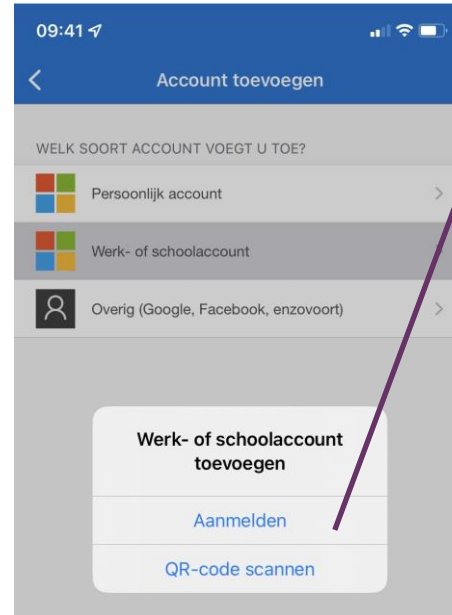 09:41
Account toevoegen
WELK SOORT ACCOUNT VOEGT U TOE?
Persoonlijk account
Werk- of schoolaccount
Overig (Google, Facebook, enzovoort)
Werk- of schoolaccount
toevoegen
Aanmelden
QR-code scannen